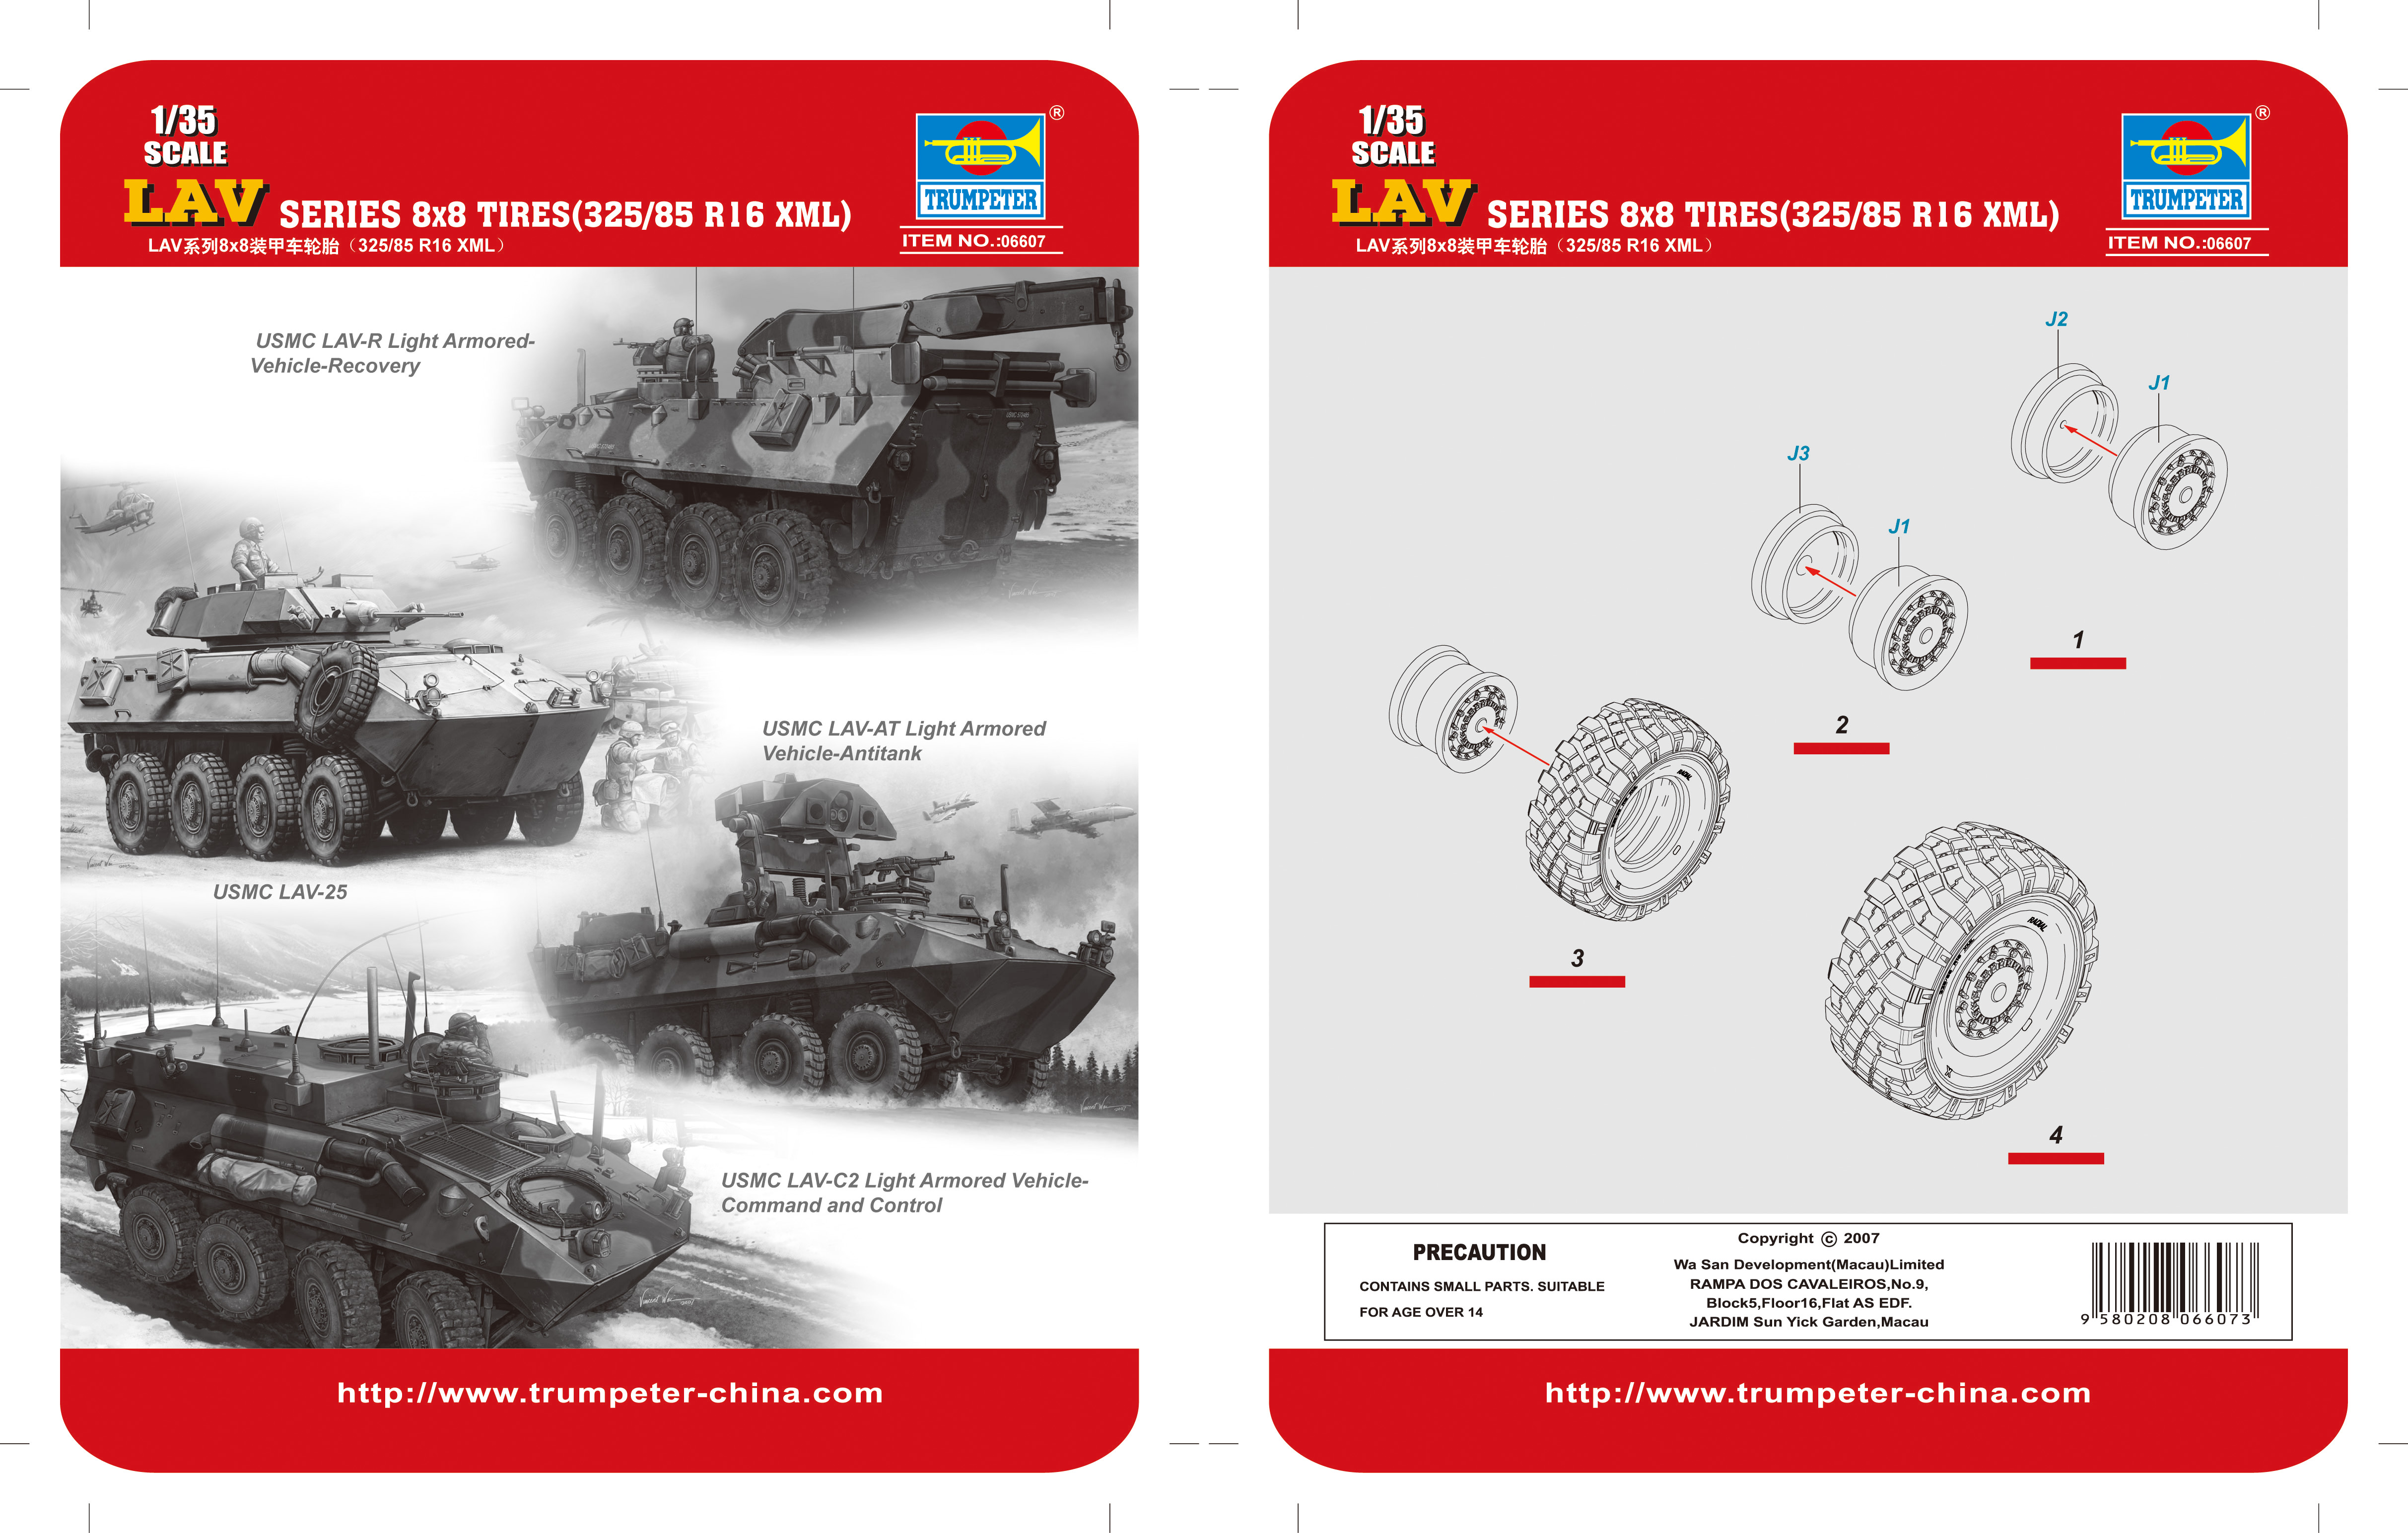 1/35
SCALE
LAV SERIES 8x8 TIRES(325/85 R16 XML)
LAV系列8x8装甲车轮胎（325/85 R16 XML）
®
TRUMPETER
ITEM NO.:06607
USMC LAV-R Light Armored-
Vehicle-Recovery
USMC LAV-AT Light Armored
Vehicle-Antitank
USMC LAV-25
USMC LAV-C2 Light Armored Vehicle-
Command and Control
http://www.trumpeter-china.com
1/35
SCALE
LAV SERIES 8x8 TIRES(325/85 R16 XML)
LAV系列8x8装甲车轮胎（325/85 R16 XML）
®
TRUMPETER
ITEM NO.:06607
J2
J1
J3
J1
1
2
RADIAL
3
RADIAL
4
PRECAUTION
CONTAINS SMALL PARTS. SUITABLE
FOR AGE OVER 14
Copyright © 2007
Wa San Development(Macau)Limited
RAMPA DOS CAVALEIROS,No.9,
Block5,Floor16,Flat AS EDF.
JARDIM Sun Yick Garden,Macau
9 580208 066073
http://www.trumpeter-china.com